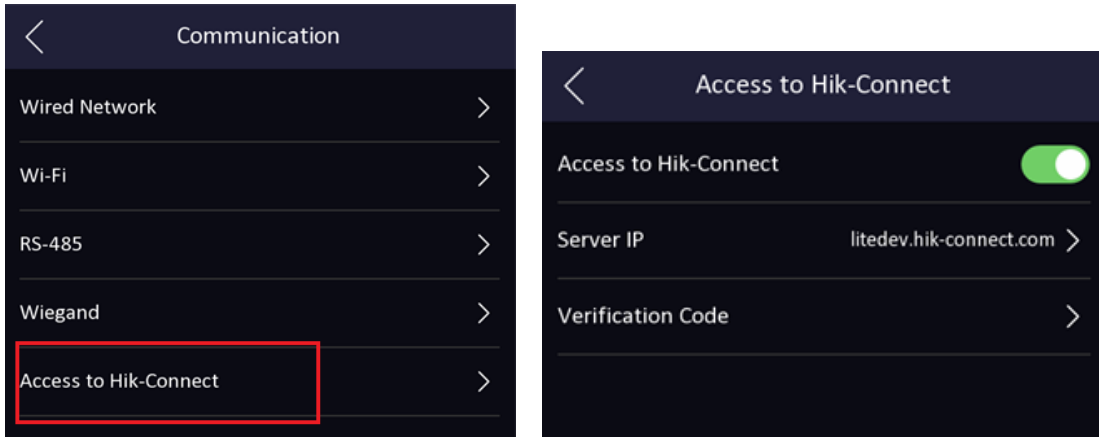 Communication
Wired Network
Wi-Fi
RS-485
Wiegand
Access to Hik-Connect
Access to Hik-Connect
Access to Hik-Connect
Server IP litedev.hik-connect.com
Verification Code